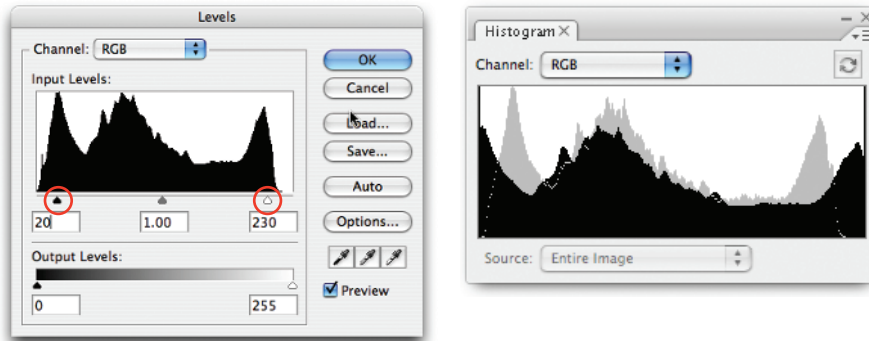 Levels
Channel: RGB
Input Levels:
20 1.00 230
Output Levels:
0 255
OK
Cancel
Load...
Save...
Auto
Options...
Preview
Histogram
Channel: RGB
Source: Entire Image